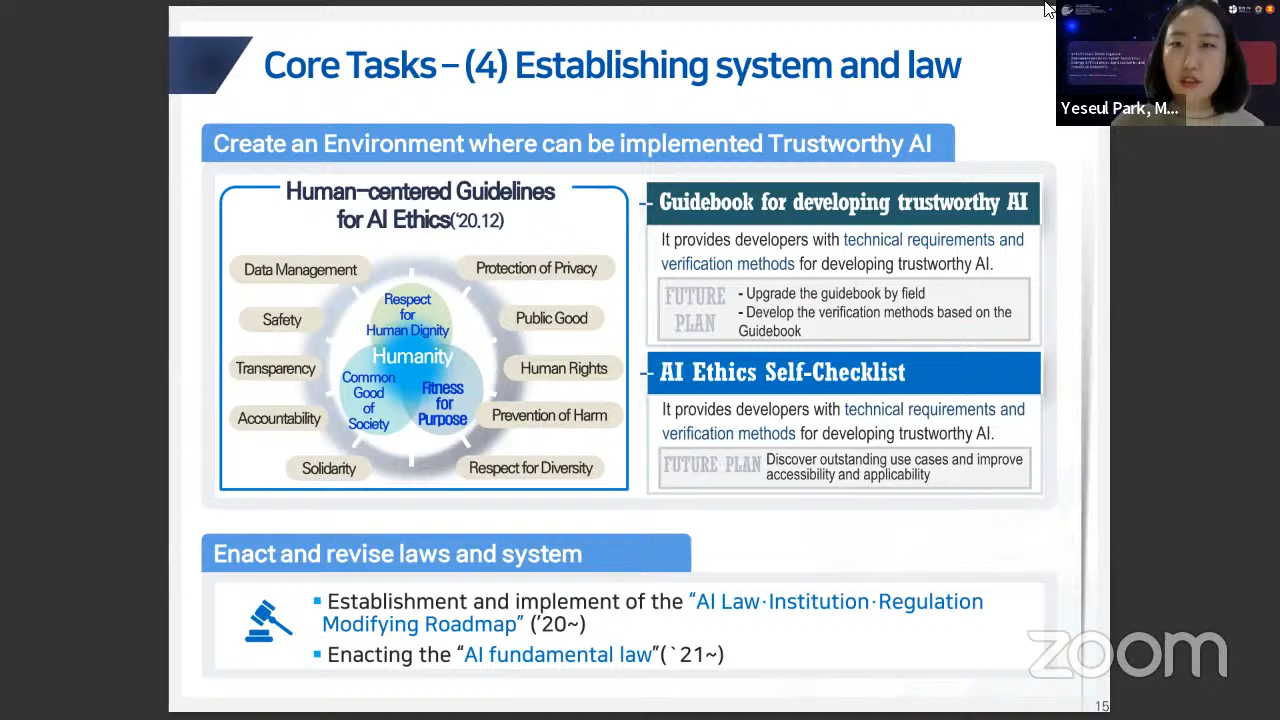 Core Tasks – (4) Establishing system and law
Yeseul Park, M...
Create an Environment where can be implemented Trustworthy AI
Human-centered Guidelines
for AI Ethics('20.12)
Data Management
Safety
Transparency
Accountability
Solidarity
Respect
for
Human Dignity
Humanity
Common
Good
of
Society
Fitness
for
Purpose
Protection of Privacy
Public Good
Human Rights
Prevention of Harm
Respect for Diversity
Guidebook for developing trustworthy AI
It provides developers with technical requirements and
verification methods for developing trustworthy AI.
FUTURE
PLAN
- Upgrade the guidebook by field
- Develop the verification methods based on the
Guidebook
AI Ethics Self-Checklist
It provides developers with technical requirements and
verification methods for developing trustworthy AI.
FUTURE PLAN
Discover outstanding use cases and improve
accessibility and applicability
Enact and revise laws and system
▪ Establishment and implement of the “AI Law·Institution·Regulation
Modifying Roadmap” ('20~)
▪ Enacting the “AI fundamental law”(`21~)
zoom
15